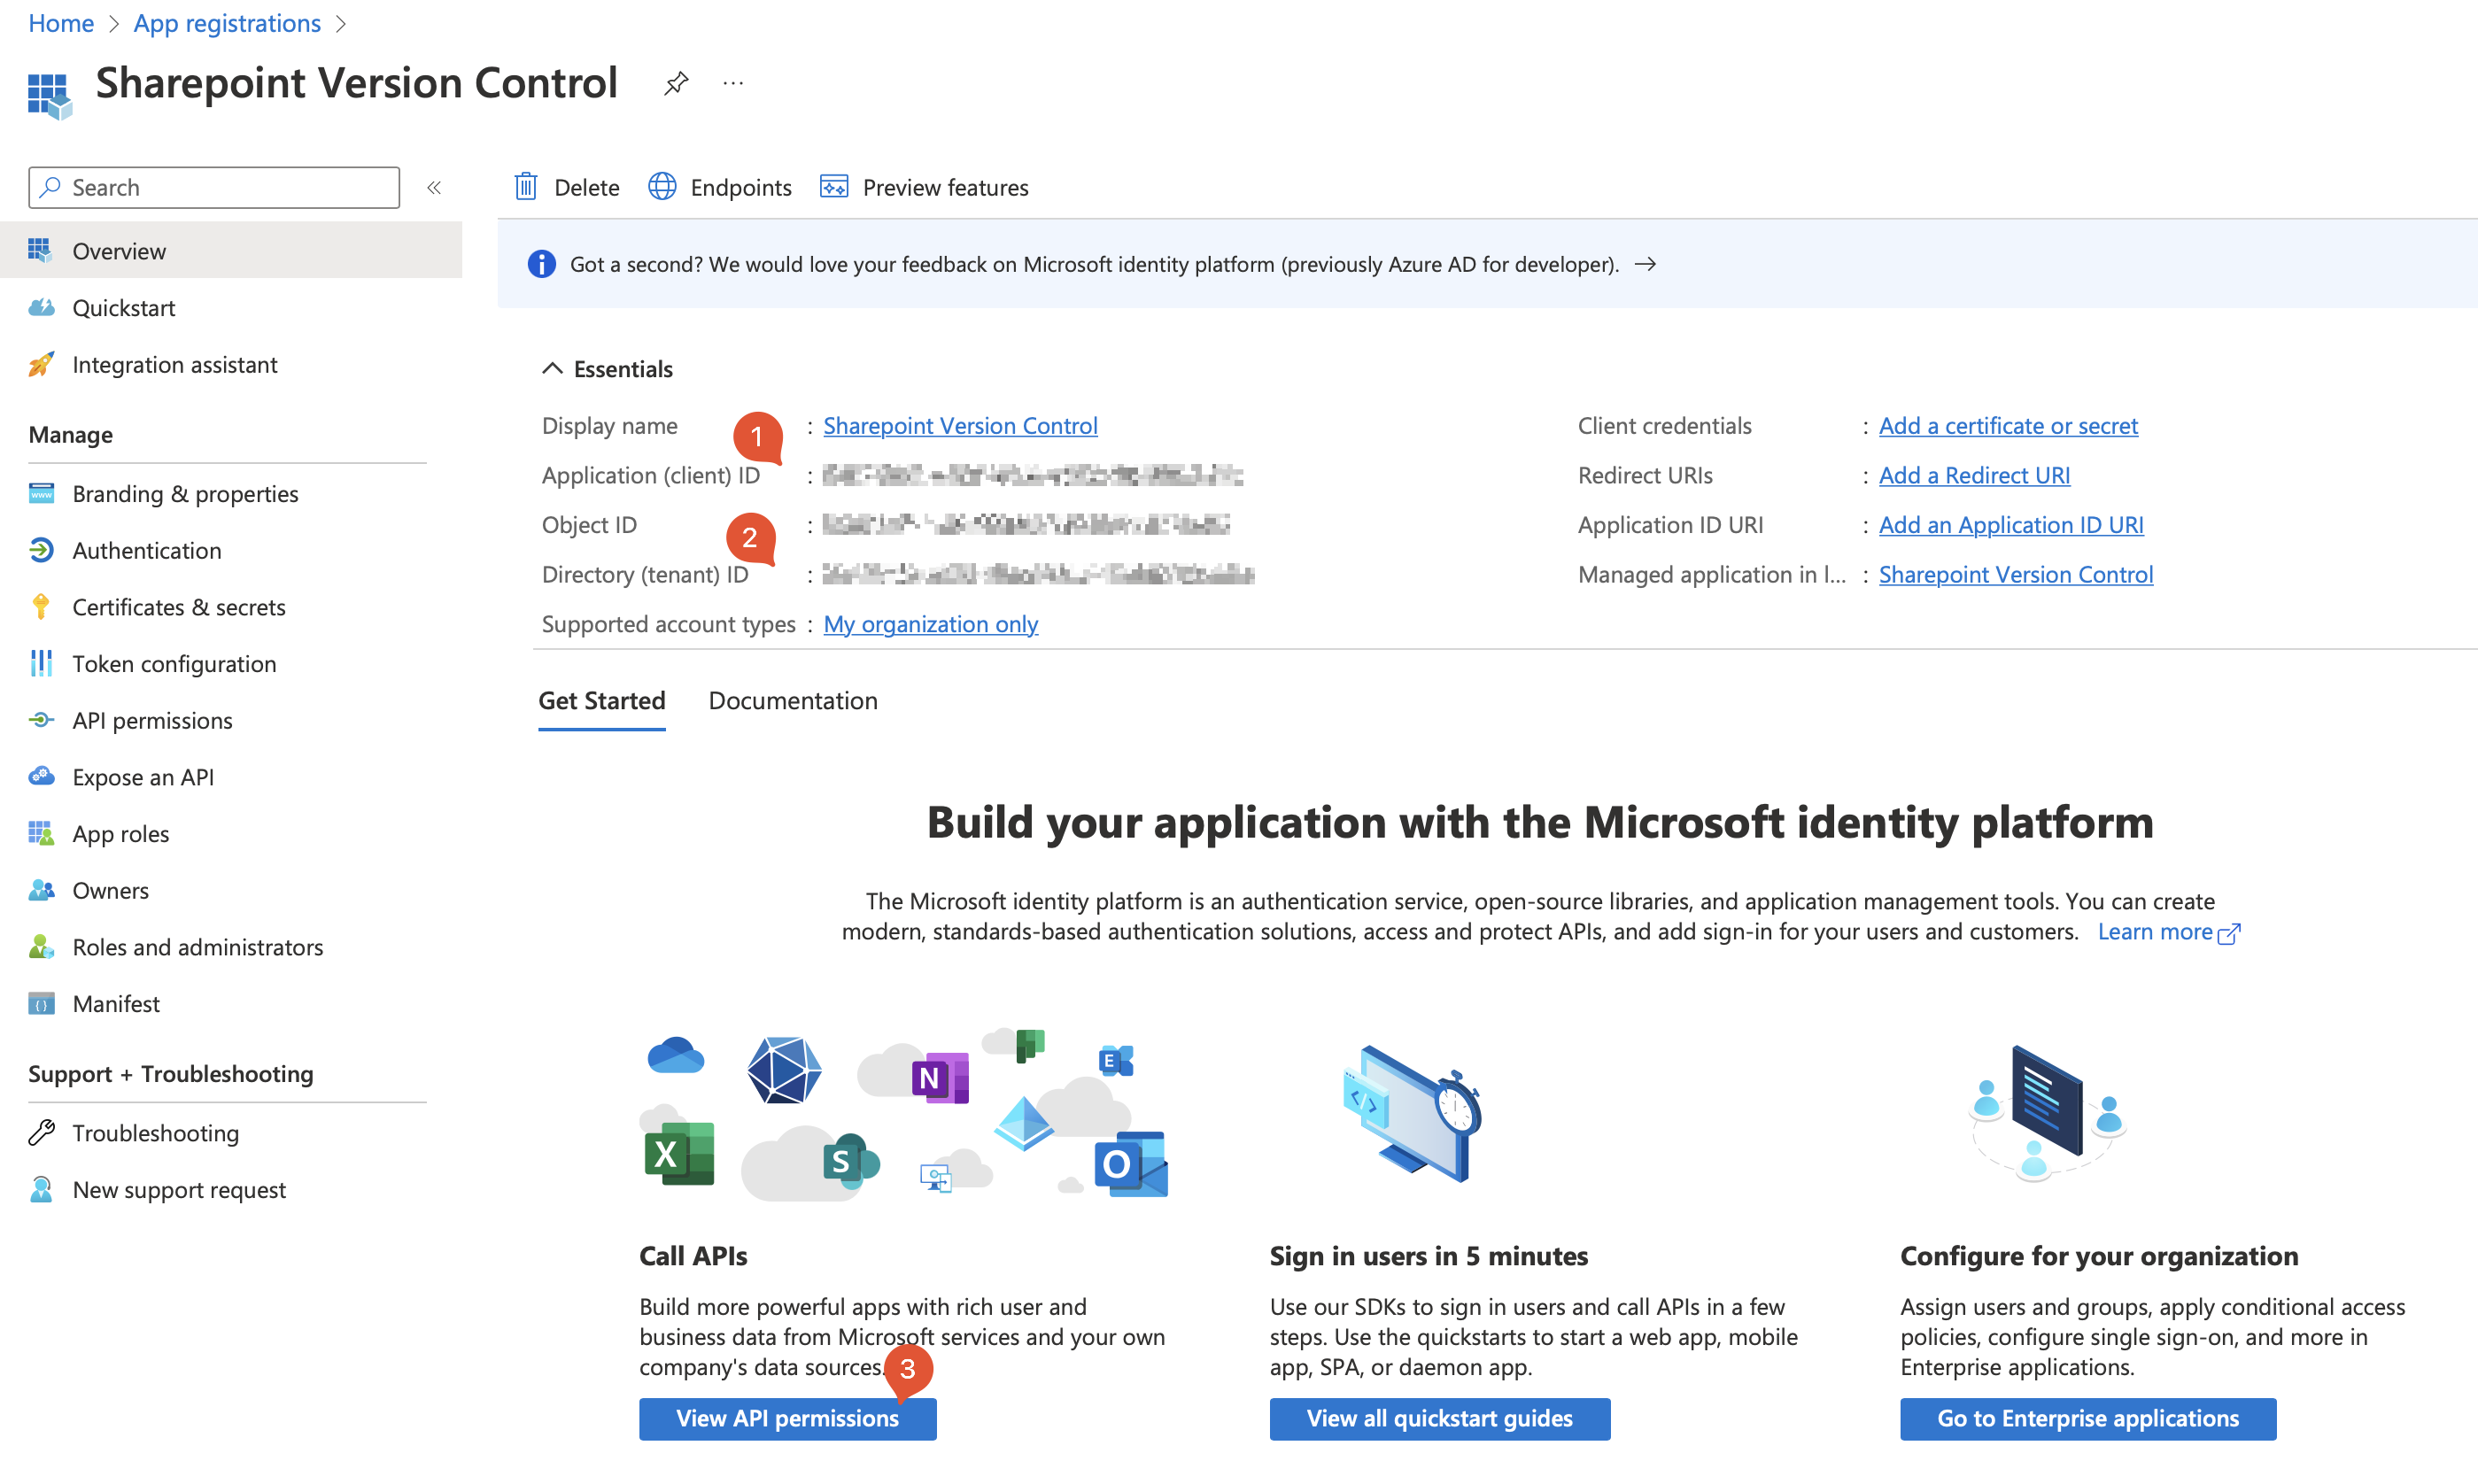 Home > App registrations >
Sharepoint Version Control ...
Search «
Overview
Quickstart
Integration assistant
Manage
Branding & properties
Authentication
Certificates & secrets
Token configuration
API permissions
Expose an API
App roles
Owners
Roles and administrators
Manifest
Support + Troubleshooting
Troubleshooting
New support request
Delete Endpoints Preview features
Got a second? We would love your feedback on Microsoft identity platform (previously Azure AD for developer). →
Essentials
Display name : Sharepoint Version Control
1
Application (client) ID :
Object ID :
2
Directory (tenant) ID :
Supported account types : My organization only
Client credentials : Add a certificate or secret
Redirect URIs : Add a Redirect URI
Application ID URI : Add an Application ID URI
Managed application in l... : Sharepoint Version Control
Get Started Documentation
Build your application with the Microsoft identity platform
The Microsoft identity platform is an authentication service, open-source libraries, and application management tools. You can create
modern, standards-based authentication solutions, access and protect APIs, and add sign-in for your users and customers. Learn more
N
E
X
S
O
Call APIs
Build more powerful apps with rich user and
business data from Microsoft services and your own
company's data sources.
3
View API permissions
Sign in users in 5 minutes
Use our SDKs to sign in users and call APIs in a few
steps. Use the quickstarts to start a web app, mobile
app, SPA, or daemon app.
View all quickstart guides
Configure for your organization
Assign users and groups, apply conditional access
policies, configure single sign-on, and more in
Enterprise applications.
Go to Enterprise applications